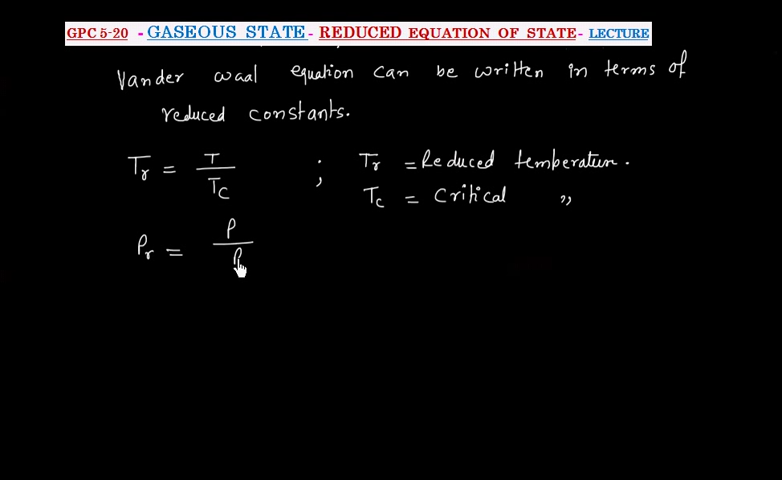 GPC 5-20 - GASEOUS STATE - REDUCED EQUATION OF STATE- LECTURE
Vander waal equation can be written in terms of
reduced constants.
Tr = T / Tc ; Tr = Reduced temperature.
Tc = Critical "
Pr = P / P